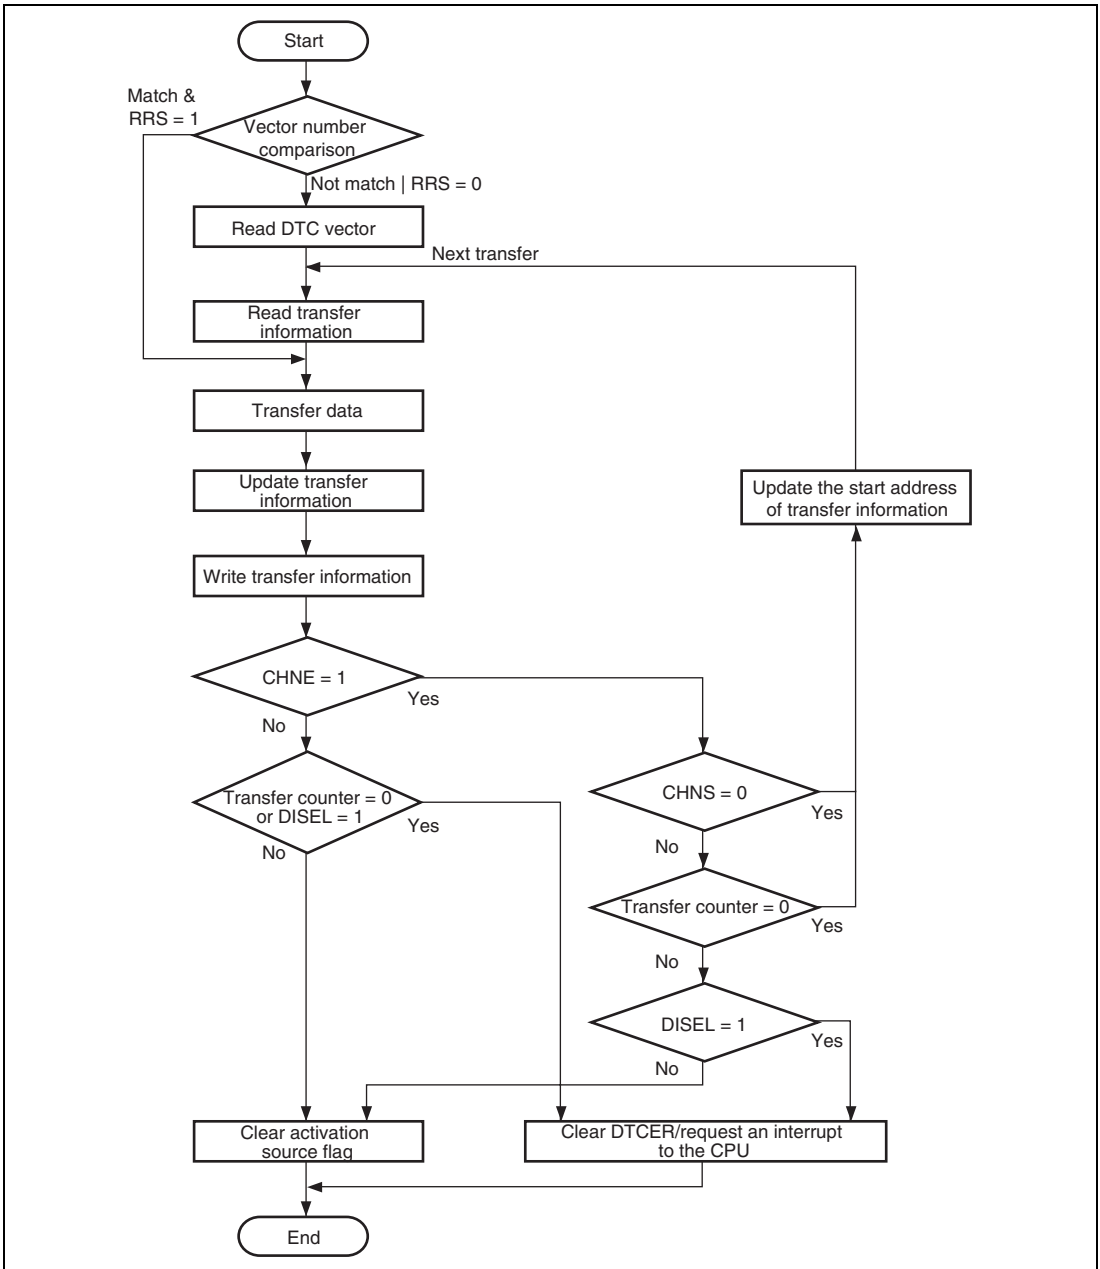 Start
Match &
RRS = 1
Vector number
comparison
Not match | RRS = 0
Read DTC vector
Next transfer
Read transfer
information
Transfer data
Update transfer
information
Update the start address
of transfer information
Write transfer information
CHNE = 1
Yes
No
Transfer counter = 0
or DISEL = 1
Yes
No
CHNS = 0
Yes
No
Transfer counter = 0
Yes
No
DISEL = 1
Yes
No
Clear activation
source flag
Clear DTCER/request an interrupt
to the CPU
End